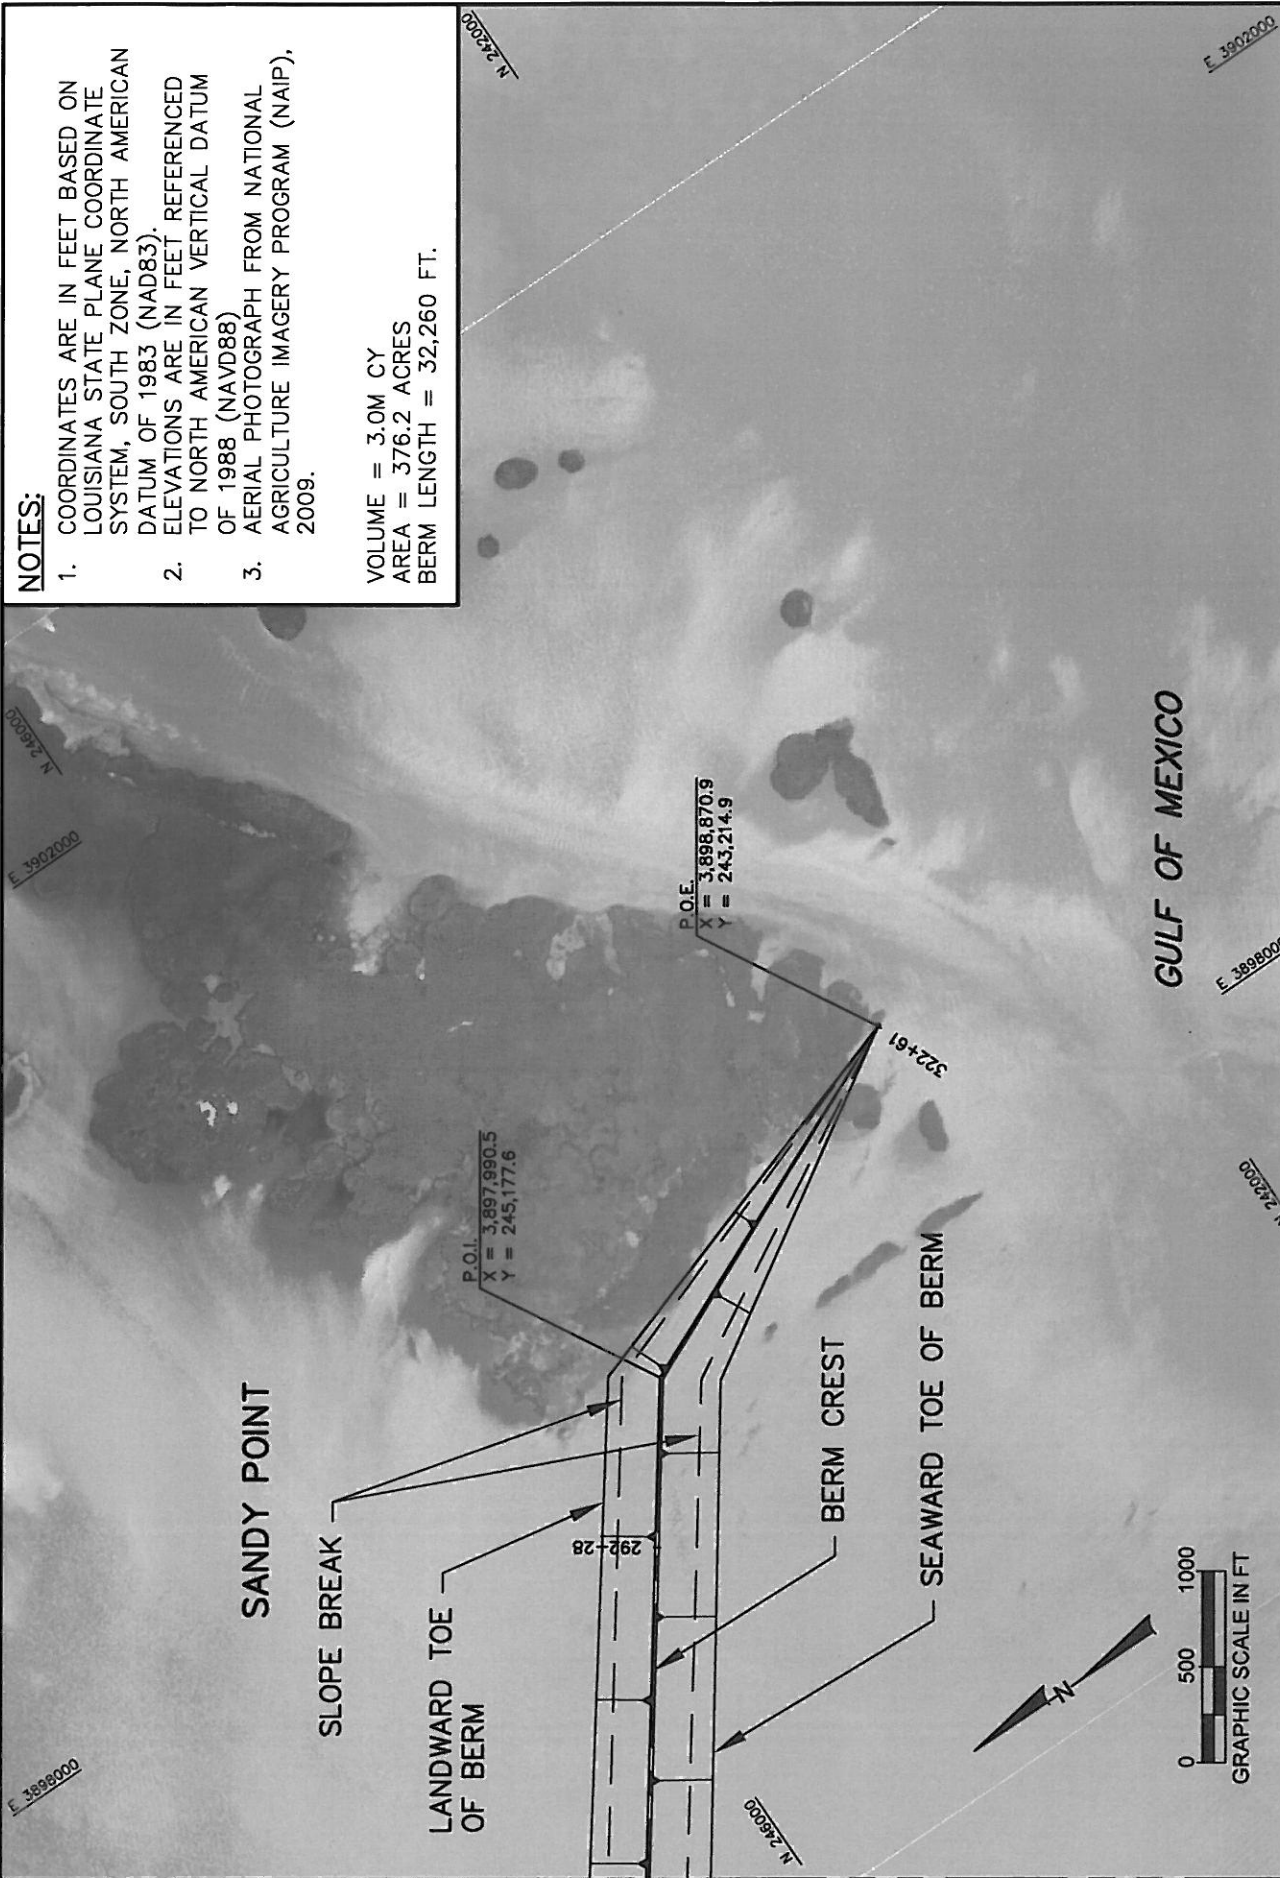 NOTES:
1. COORDINATES ARE IN FEET BASED ON
LOUISIANA STATE PLANE COORDINATE
SYSTEM, SOUTH ZONE, NORTH AMERICAN
DATUM OF 1983 (NAD83).
2. ELEVATIONS ARE IN FEET REFERENCED
TO NORTH AMERICAN VERTICAL DATUM
OF 1988 (NAVD88)
3. AERIAL PHOTOGRAPH FROM NATIONAL
AGRICULTURE IMAGERY PROGRAM (NAIP),
2009.
VOLUME = 3.0M CY
AREA = 376.2 ACRES
BERM LENGTH = 32,260 FT.
E 3898000
E 3902000
N 246000
N 242000
SANDY POINT
SLOPE BREAK
LANDWARD TOE
OF BERM
P.O.I.
X = 3,897,990.5
Y = 245,177.6
292+28
P.O.E.
X = 3,898,870.9
Y = 243,214.9
322+61
BERM CREST
SEAWARD TOE OF BERM
N 246000
N 242000
E 3898000
E 3902000
GULF OF MEXICO
N
0 500 1000
GRAPHIC SCALE IN FT